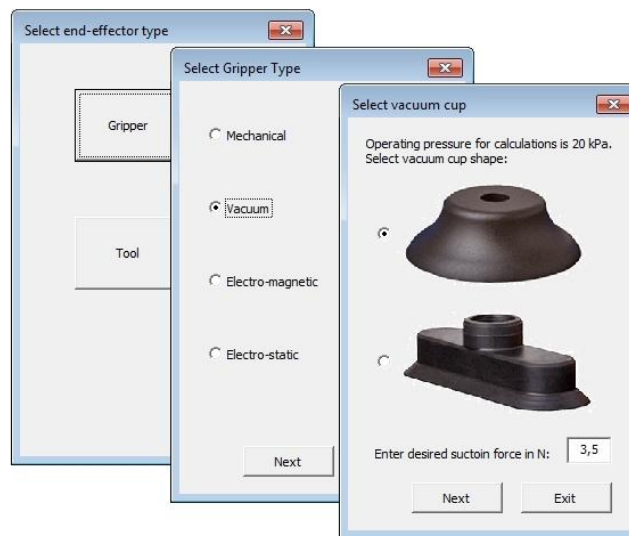 Select end-effector type
Gripper
Tool
Select Gripper Type
Mechanical
Vacuum
Electro-magnetic
Electro-static
Next
Select vacuum cup
Operating pressure for calculations is 20 kPa.
Select vacuum cup shape:
Enter desired suctoin force in N: 3,5
Next Exit